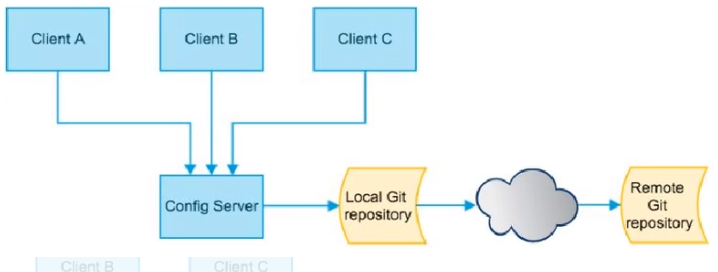 Client A
Client B
Client C
Config Server
Local Git
repository
Remote
Git
repository
Client B
Client C